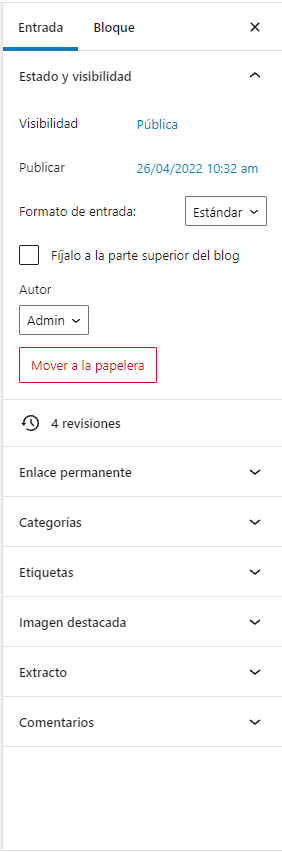 Entrada Bloque
Estado y visibilidad
Visibilidad Pública
Publicar 26/04/2022 10:32 am
Formato de entrada: Estándar
Fíjalo a la parte superior del blog
Autor
Admin
Mover a la papelera
4 revisiones
Enlace permanente
Categorías
Etiquetas
Imagen destacada
Extracto
Comentarios